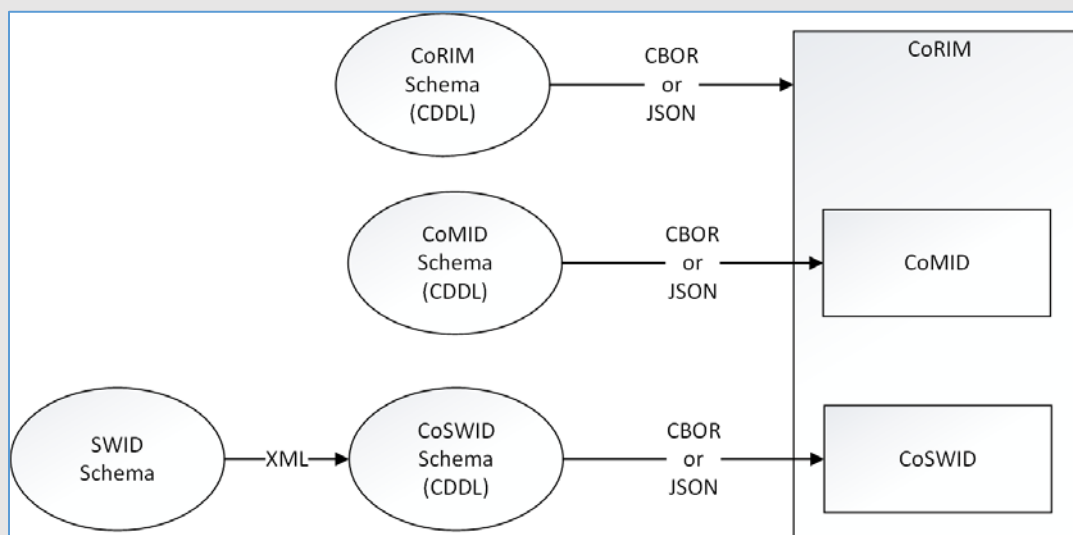 CoRIM
Schema
(CDDL)
CBOR
or
JSON
CoRIM
CoMID
Schema
(CDDL)
CBOR
or
JSON
CoMID
SWID
Schema
XML
CoSWID
Schema
(CDDL)
CBOR
or
JSON
CoSWID